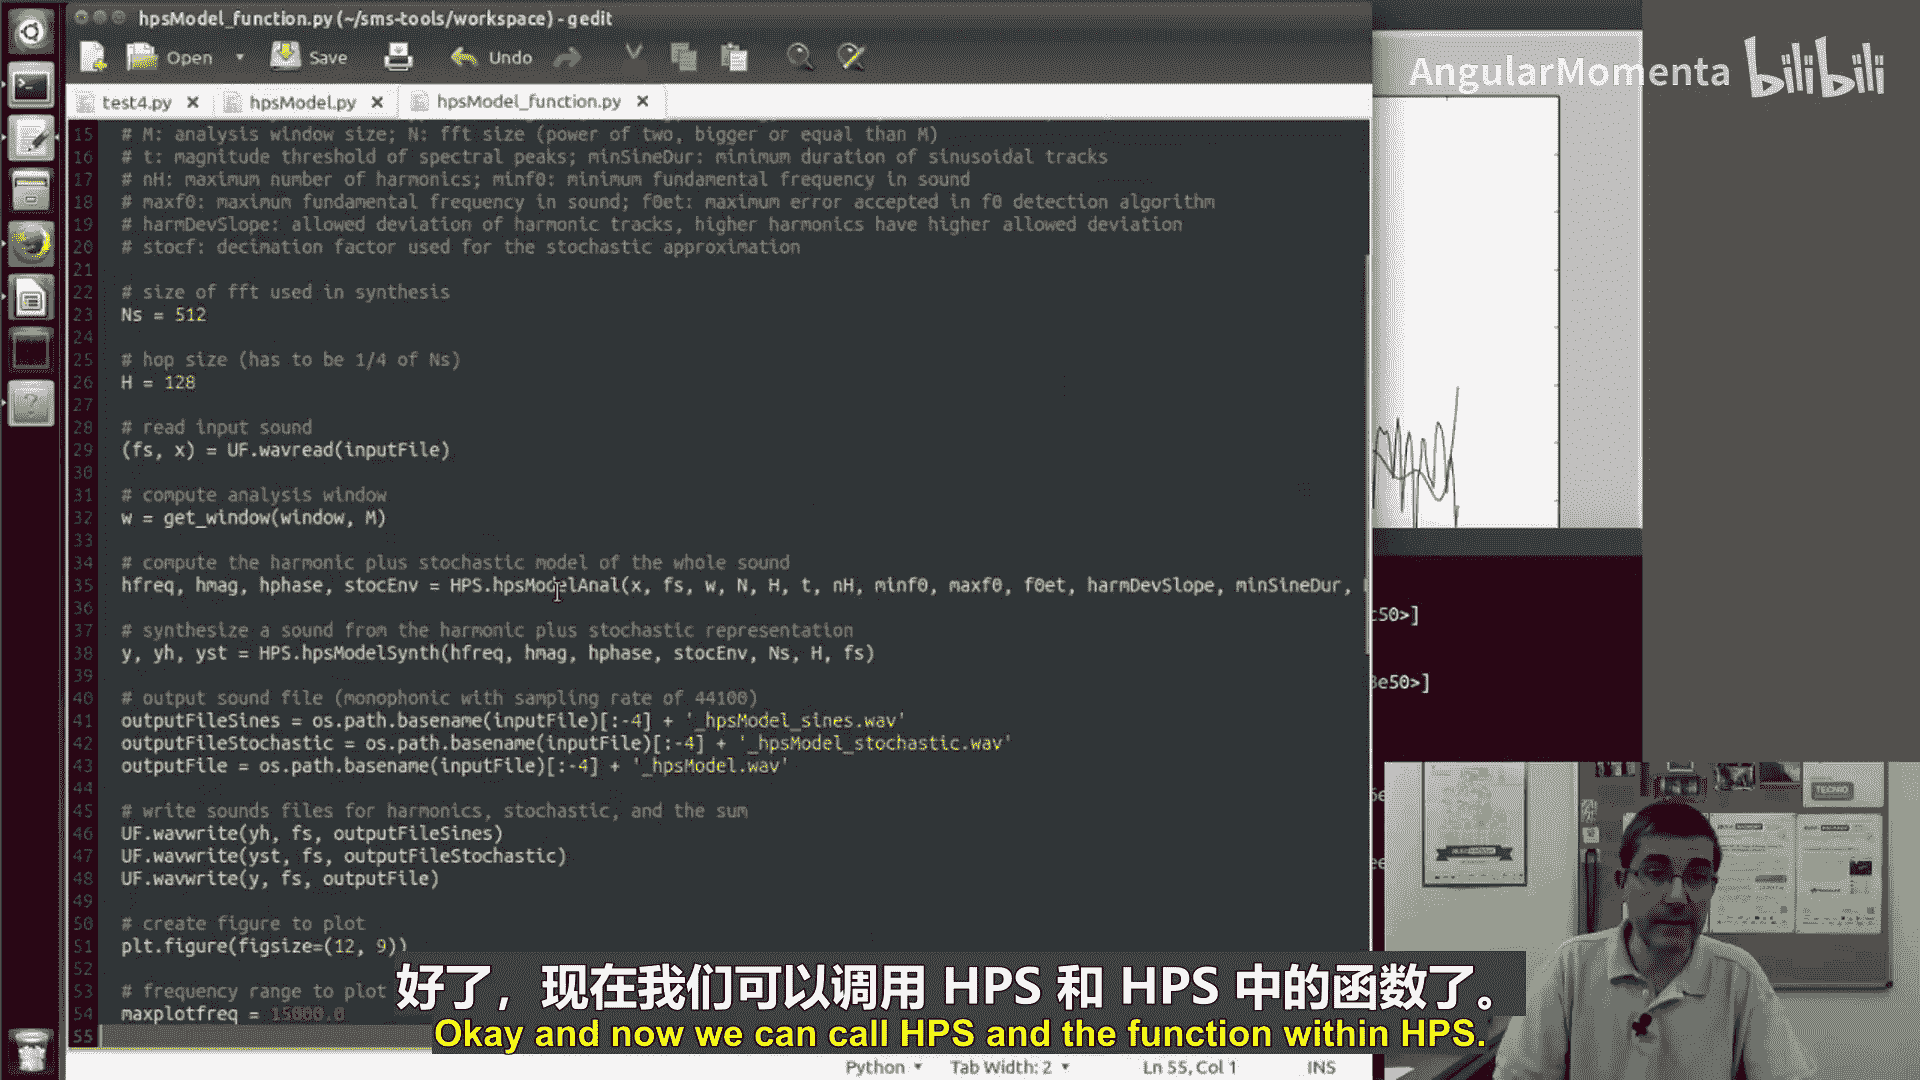 hpsModel_function.py (~/sms-tools/workspace) - gedit
Open Save Undo
AngularMomenta bilibili
test4.py hpsModel.py hpsModel_function.py
15 # M: analysis window size; N: fft size (power of two, bigger or equal than M)
16 # t: magnitude threshold of spectral peaks; minSineDur: minimum duration of sinusoidal tracks
17 # nH: maximum number of harmonics; minf0: minimum fundamental frequency in sound
18 # maxf0: maximum fundamental frequency in sound; f0et: maximum error accepted in f0 detection algorithm
19 # harmDevSlope: allowed deviation of harmonic tracks, higher harmonics have higher allowed deviation
20 # stocf: decimation factor used for the stochastic approximation
21
22 # size of fft used in synthesis
23 Ns = 512
24
25 # hop size (has to be 1/4 of Ns)
26 H = 128
27
28 # read input sound
29 (fs, x) = UF.wavread(inputFile)
30
31 # compute analysis window
32 w = get_window(window, M)
33
34 # compute the harmonic plus stochastic model of the whole sound
35 hfreq, hmag, hphase, stocEnv = HPS.hpsModelAnal(x, fs, w, N, H, t, nH, minf0, maxf0, f0et, harmDevSlope, minSineDur,
36
37 # synthesize a sound from the harmonic plus stochastic representation
38 y, yh, yst = HPS.hpsModelSynth(hfreq, hmag, hphase, stocEnv, Ns, H, fs)
39
40 # output sound file (monophonic with sampling rate of 44100)
41 outputFileSines = os.path.basename(inputFile)[:-4] + '_hpsModel_sines.wav'
42 outputFileStochastic = os.path.basename(inputFile)[:-4] + '_hpsModel_stochastic.wav'
43 outputFile = os.path.basename(inputFile)[:-4] + '_hpsModel.wav'
44
45 # write sounds files for harmonics, stochastic, and the sum
46 UF.wavwrite(yh, fs, outputFileSines)
47 UF.wavwrite(yst, fs, outputFileStochastic)
48 UF.wavwrite(y, fs, outputFile)
49
50 # create figure to plot
51 plt.figure(figsize=(12, 9))
52
53 # frequency range to plot
54 maxplotfreq = 15000.0
55
c50>]
3e50>]
TECNIO
好了，现在我们可以调用 HPS 和 HPS 中的函数了。
Okay and now we can call HPS and the function within HPS.
Python Tab Width: 2 Ln 55, Col 1 INS